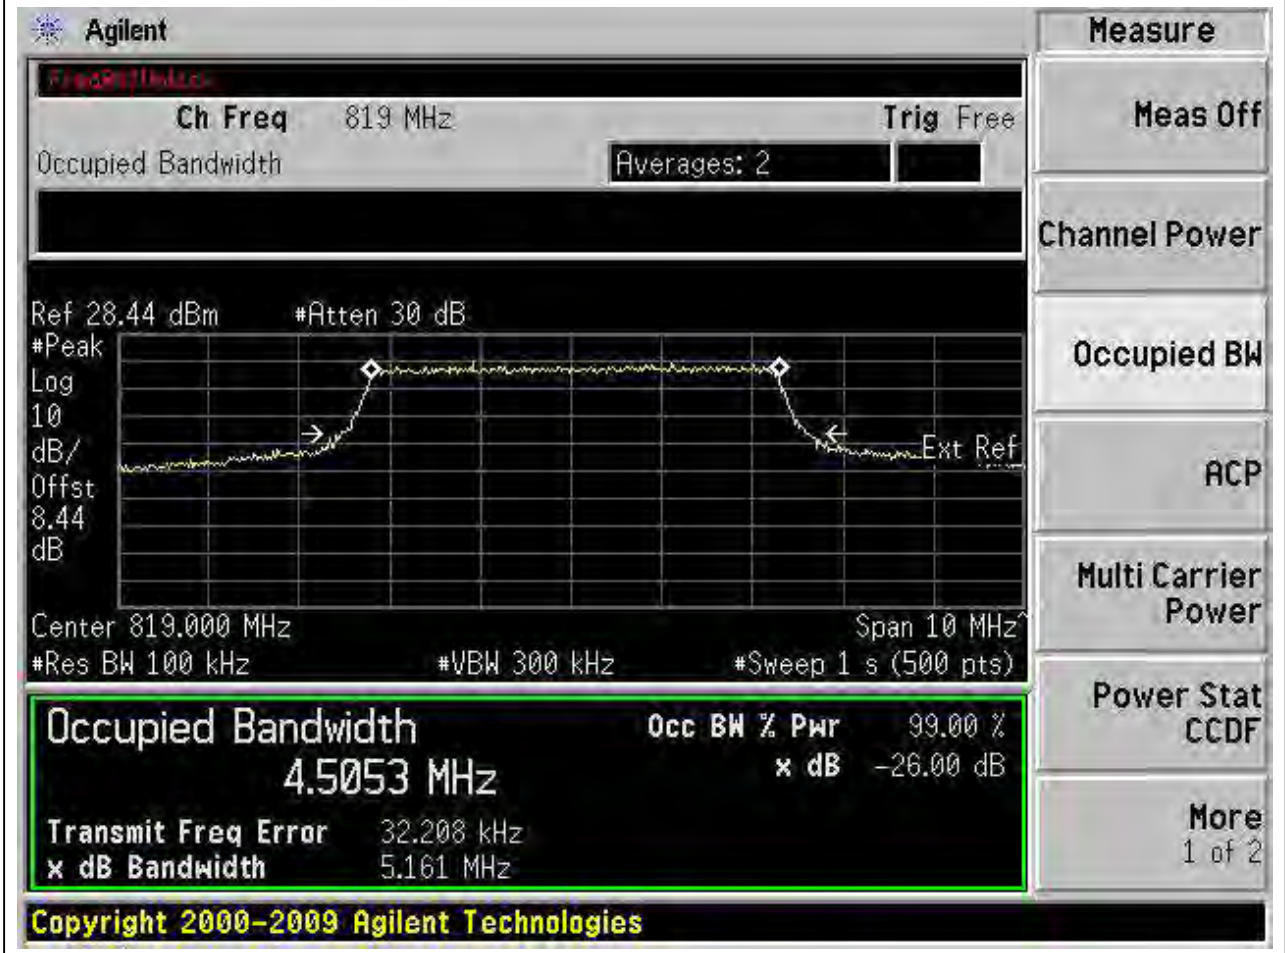 Agilent
Measure
Ch Freq 819 MHz Trig Free
Occupied Bandwidth Averages: 2
Ref 28.44 dBm #Atten 30 dB
#Peak
Log
10
dB/
Offst
8.44
dB
Ext Ref
Center 819.000 MHz Span 10 MHz^
#Res BW 100 kHz #VBW 300 kHz #Sweep 1 s (500 pts)
Occupied Bandwidth Occ BW % Pwr 99.00 %
4.5053 MHz x dB -26.00 dB
Transmit Freq Error 32.208 kHz
x dB Bandwidth 5.161 MHz
Copyright 2000-2009 Agilent Technologies
Meas Off
Channel Power
Occupied BW
ACP
Multi Carrier
Power
Power Stat
CCDF
More
1 of 2